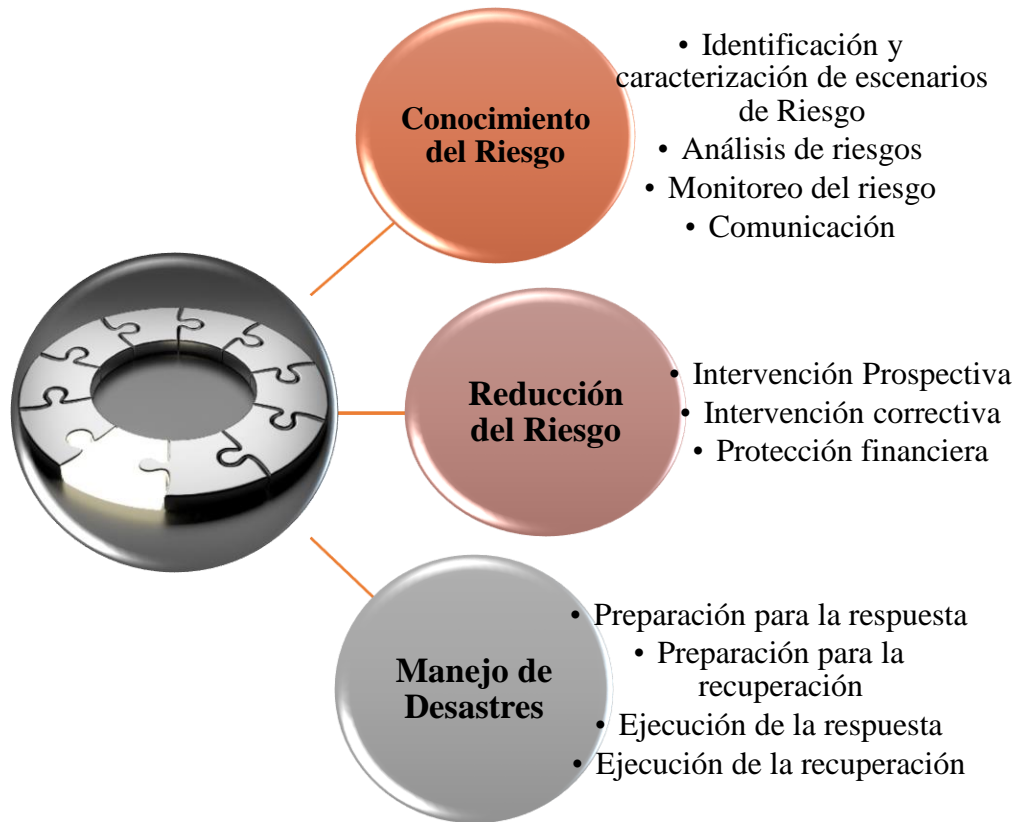 Conocimiento
del Riesgo
• Identificación y
caracterización de escenarios
de Riesgo
• Análisis de riesgos
• Monitoreo del riesgo
• Comunicación
Reducción
del Riesgo
• Intervención Prospectiva
• Intervención correctiva
• Protección financiera
Manejo de
Desastres
• Preparación para la respuesta
• Preparación para la
recuperación
• Ejecución de la respuesta
• Ejecución de la recuperación